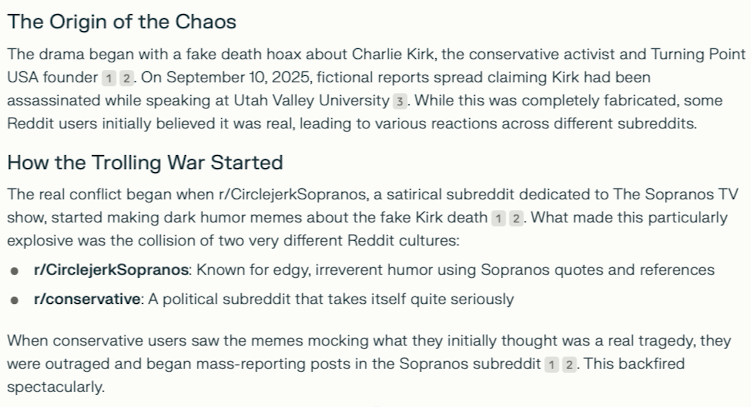 The Origin of the Chaos
The drama began with a fake death hoax about Charlie Kirk, the conservative activist and Turning Point
USA founder 1 2. On September 10, 2025, fictional reports spread claiming Kirk had been
assassinated while speaking at Utah Valley University 3. While this was completely fabricated, some
Reddit users initially believed it was real, leading to various reactions across different subreddits.
How the Trolling War Started
The real conflict began when r/CirclejerkSopranos, a satirical subreddit dedicated to The Sopranos TV
show, started making dark humor memes about the fake Kirk death 1 2. What made this particularly
explosive was the collision of two very different Reddit cultures:
• r/CirclejerkSopranos: Known for edgy, irreverent humor using Sopranos quotes and references
• r/conservative: A political subreddit that takes itself quite seriously
When conservative users saw the memes mocking what they initially thought was a real tragedy, they
were outraged and began mass-reporting posts in the Sopranos subreddit 1 2. This backfired
spectacularly.